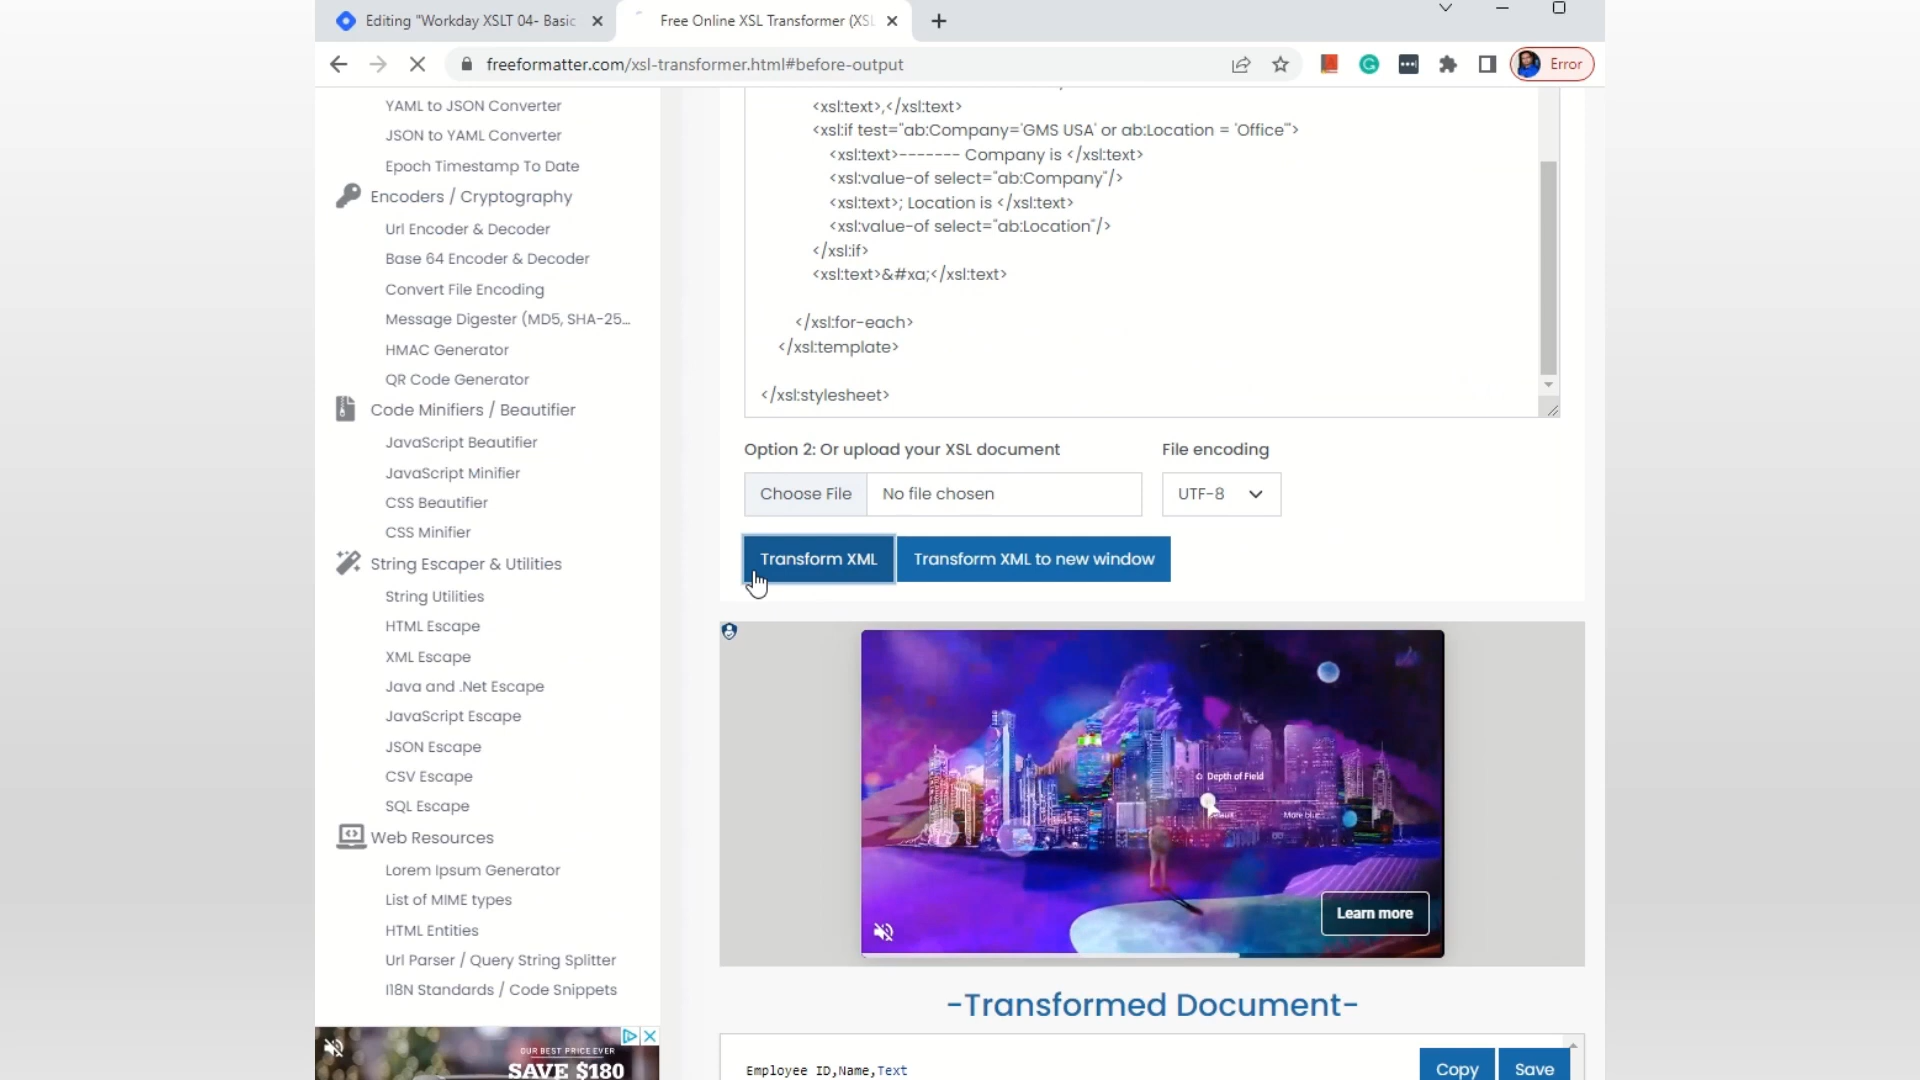 Editing "Workday XSLT 04- Basic
Free Online XSL Transformer (XSL
freeformatter.com/xsl-transformer.html#before-output
Error
YAML to JSON Converter
JSON to YAML Converter
Epoch Timestamp To Date
Encoders / Cryptography
Url Encoder & Decoder
Base 64 Encoder & Decoder
Convert File Encoding
Message Digester (MD5, SHA-25...
HMAC Generator
QR Code Generator
Code Minifiers / Beautifier
JavaScript Beautifier
JavaScript Minifier
CSS Beautifier
CSS Minifier
String Escaper & Utilities
String Utilities
HTML Escape
XML Escape
Java and .Net Escape
JavaScript Escape
JSON Escape
CSV Escape
SQL Escape
Web Resources
Lorem Ipsum Generator
List of MIME types
HTML Entities
Url Parser / Query String Splitter
I18N Standards / Code Snippets
OUR BEST PRICE EVER
SAVE $180
<xsl:text>,</xsl:text>
<xsl:if test="ab:Company='GMS USA' or ab:Location = 'Office'">
<xsl:text>------- Company is </xsl:text>
<xsl:value-of select="ab:Company"/>
<xsl:text>; Location is </xsl:text>
<xsl:value-of select="ab:Location"/>
</xsl:if>
<xsl:text>&#xa;</xsl:text>
</xsl:for-each>
</xsl:template>
</xsl:stylesheet>
Option 2: Or upload your XSL document
File encoding
Choose File
No file chosen
UTF-8
Transform XML
Transform XML to new window
Depth of Field
Learn more
-Transformed Document-
Employee ID,Name,Text
Copy
Save